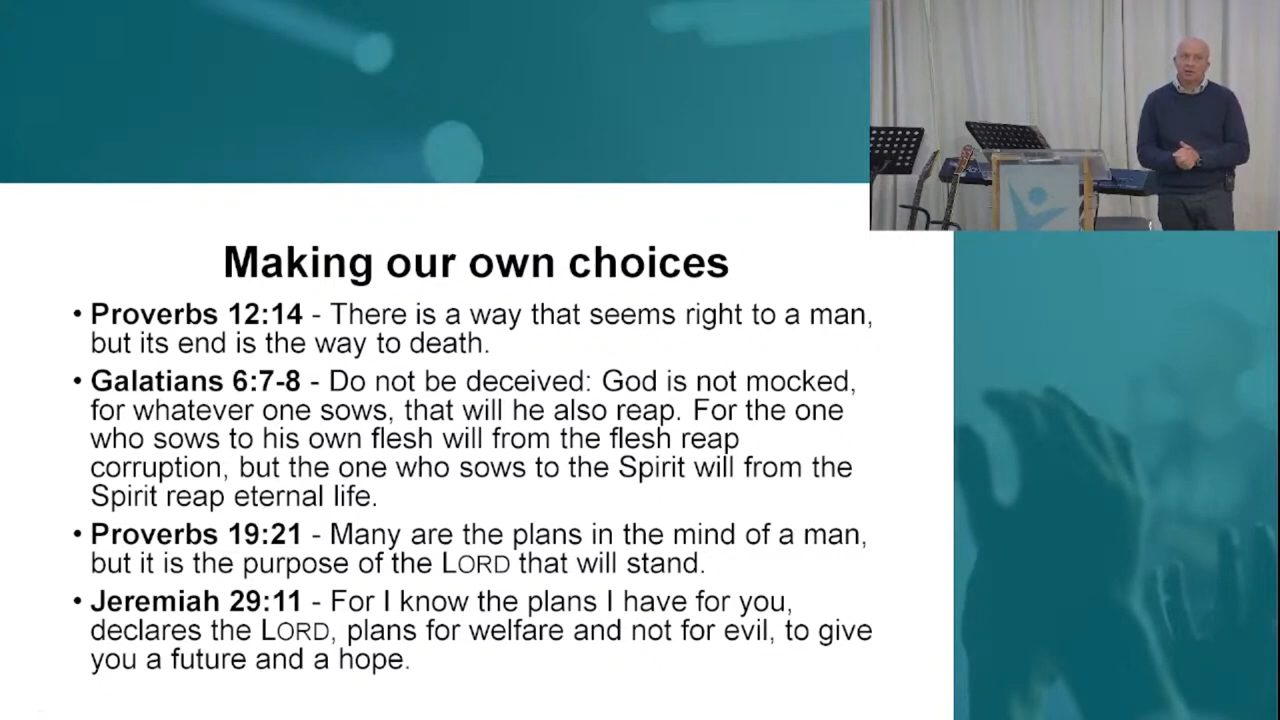 Making our own choices
• Proverbs 12:14 - There is a way that seems right to a man,
but its end is the way to death.
• Galatians 6:7-8 - Do not be deceived: God is not mocked,
for whatever one sows, that will he also reap. For the one
who sows to his own flesh will from the flesh reap
corruption, but the one who sows to the Spirit will from the
Spirit reap eternal life.
• Proverbs 19:21 - Many are the plans in the mind of a man,
but it is the purpose of the LORD that will stand.
• Jeremiah 29:11 - For I know the plans I have for you,
declares the LORD, plans for welfare and not for evil, to give
you a future and a hope.